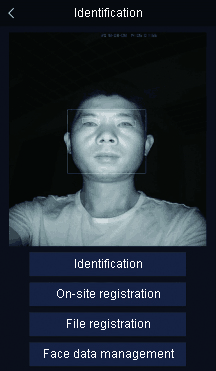 Identification
Identification
On-site registration
File registration
Face data management